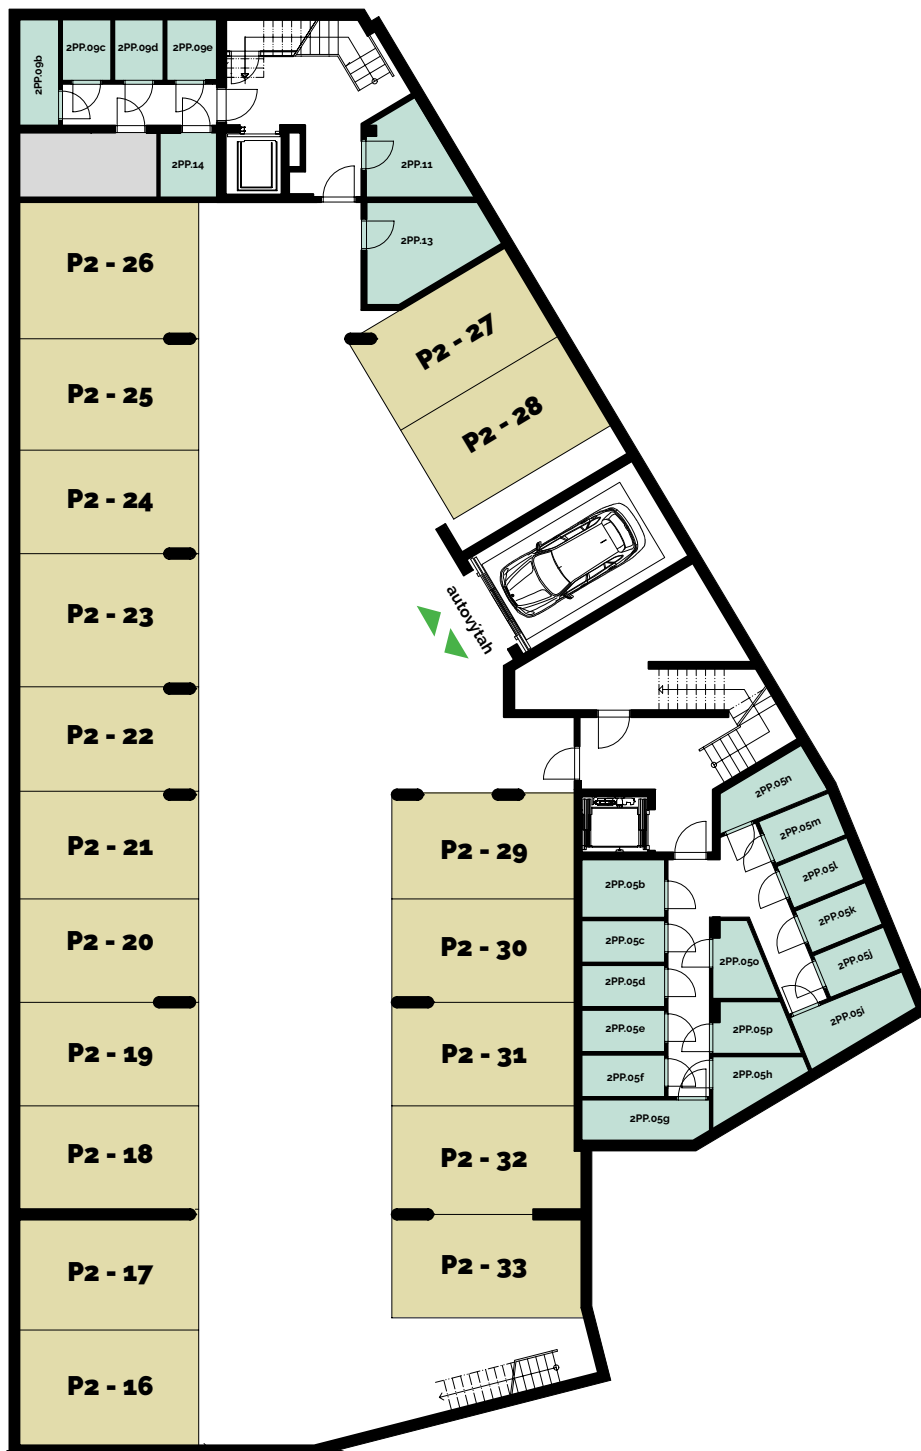 2PP.09b
2PP.09c
2PP.09d
2PP.09e
2PP.14
2PP.11
2PP.13
P2 - 26
P2 - 27
P2 - 25
P2 - 28
P2 - 24
autovýtah
P2 - 23
P2 - 22
2PP.05n
2PP.05m
P2 - 21
P2 - 29
2PP.05l
2PP.05b
2PP.05k
P2 - 20
P2 - 30
2PP.05c
2PP.05o
2PP.05j
2PP.05d
2PP.05i
P2 - 19
P2 - 31
2PP.05e
2PP.05p
2PP.05f
2PP.05h
2PP.05g
P2 - 18
P2 - 32
P2 - 17
P2 - 33
P2 - 16